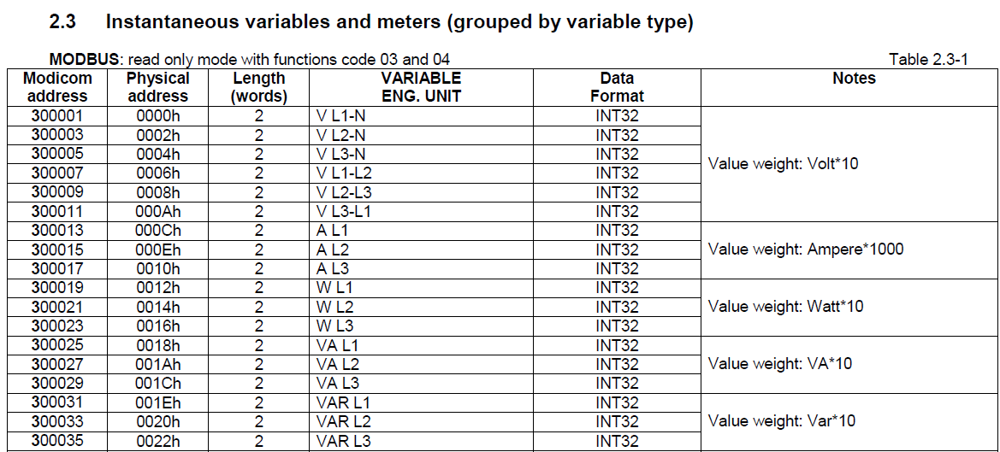 2.3 Instantaneous variables and meters (grouped by variable type)
MODBUS: read only mode with functions code 03 and 04 Table 2.3-1
Modicom Physical Length VARIABLE Data Notes
address address (words) ENG. UNIT Format
300001 0000h 2 V L1-N INT32
300003 0002h 2 V L2-N INT32
300005 0004h 2 V L3-N INT32
Value weight: Volt*10
300007 0006h 2 V L1-L2 INT32
300009 0008h 2 V L2-L3 INT32
300011 000Ah 2 V L3-L1 INT32
300013 000Ch 2 A L1 INT32
300015 000Eh 2 A L2 INT32 Value weight: Ampere*1000
300017 0010h 2 A L3 INT32
300019 0012h 2 W L1 INT32
300021 0014h 2 W L2 INT32 Value weight: Watt*10
300023 0016h 2 W L3 INT32
300025 0018h 2 VA L1 INT32
300027 001Ah 2 VA L2 INT32 Value weight: VA*10
300029 001Ch 2 VA L3 INT32
300031 001Eh 2 VAR L1 INT32
300033 0020h 2 VAR L2 INT32 Value weight: Var*10
300035 0022h 2 VAR L3 INT32